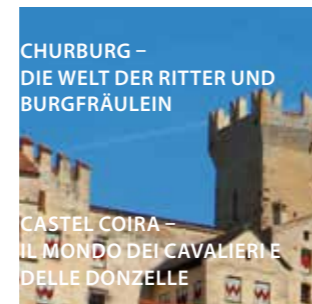 CHURBURG –
DIE WELT DER RITTER UND
BURGFRÄULEIN
CASTEL COIRA –
IL MONDO DEI CAVALIERI E
DELLE DONZELLE